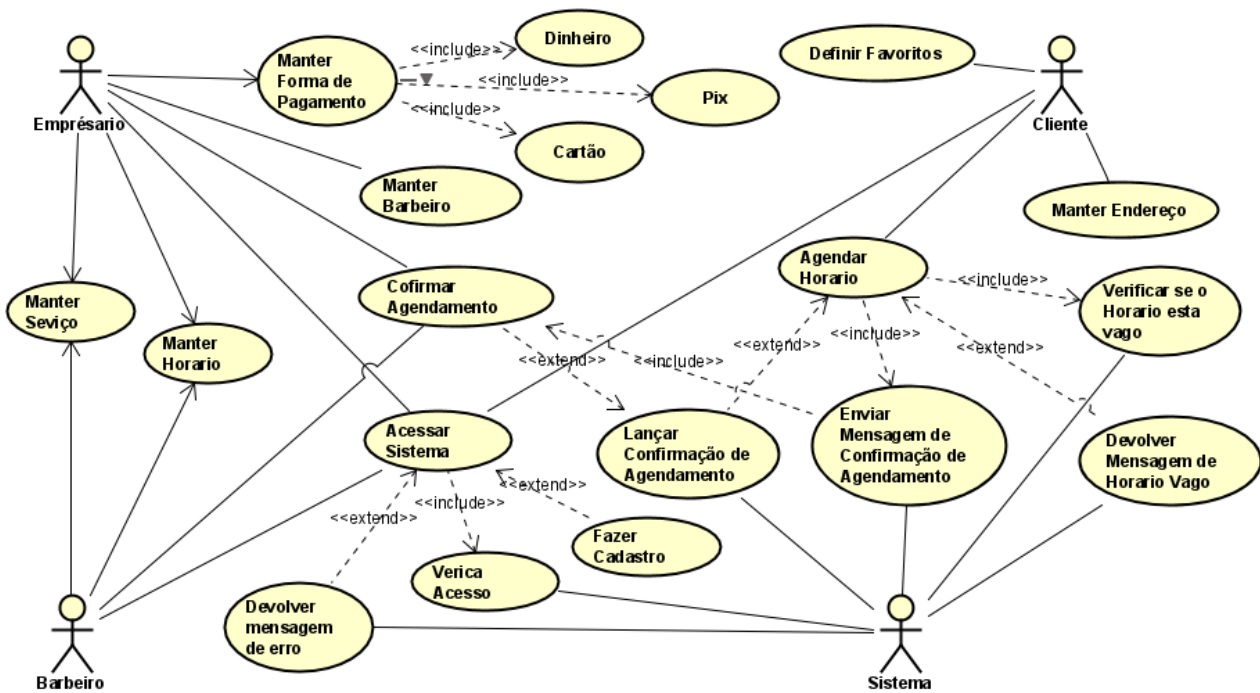 Manter
Forma de
Pagamento
<<include>>
Dinheiro
<<include>>
Pix
<<include>>
Cartão
Definir Favoritos
Emprésario
Cliente
Manter
Barbeiro
Manter Endereço
Agendar
Horario
<<include>>
Verificar se o
Horario esta
vago
Cofirmar
Agendamento
Manter
Seviço
Manter
Horario
<<extend>>
<<include>>
<<extend>>
<<include>>
<<extend>>
Acessar
Sistema
Lançar
Confirmação de
Agendamento
Enviar
Mensagem de
Confirmação de
Agendamento
Devolver
Mensagem de
Horario Vago
<<extend>>
<<include>>
<<extend>>
Fazer
Cadastro
Verica
Acesso
Devolver
mensagem
de erro
Barbeiro
Sistema